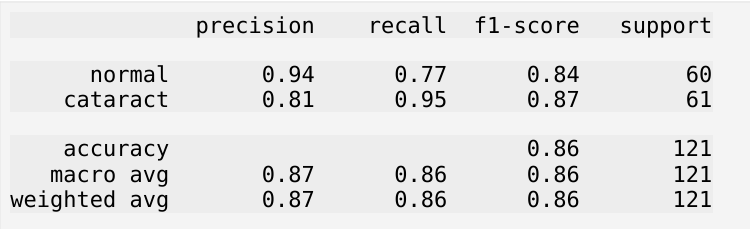 precision recall f1-score support
normal 0.94 0.77 0.84 60
cataract 0.81 0.95 0.87 61
accuracy 0.86 121
macro avg 0.87 0.86 0.86 121
weighted avg 0.87 0.86 0.86 121